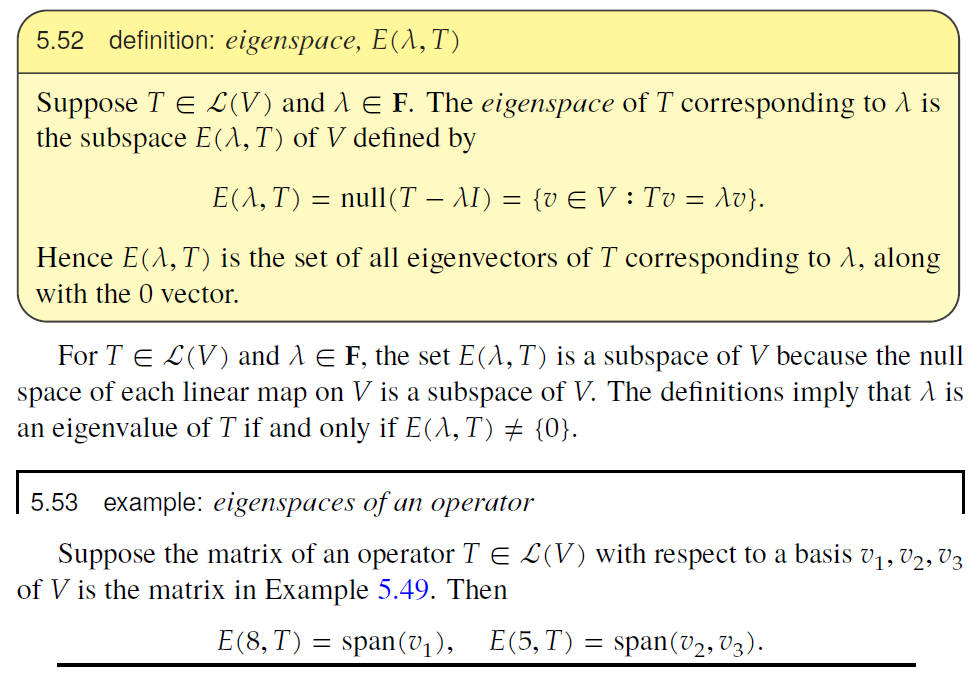 5.52 definition: eigenspace, E(λ, T)
Suppose T ∈ ℒ(V) and λ ∈ F. The eigenspace of T corresponding to λ is
the subspace E(λ, T) of V defined by
E(λ, T) = null(T − λI) = {v ∈ V : Tv = λv}.
Hence E(λ, T) is the set of all eigenvectors of T corresponding to λ, along
with the 0 vector.
For T ∈ ℒ(V) and λ ∈ F, the set E(λ, T) is a subspace of V because the null
space of each linear map on V is a subspace of V. The definitions imply that λ is
an eigenvalue of T if and only if E(λ, T) ≠ {0}.
5.53 example: eigenspaces of an operator
Suppose the matrix of an operator T ∈ ℒ(V) with respect to a basis v₁, v₂, v₃
of V is the matrix in Example 5.49. Then
E(8, T) = span(v₁), E(5, T) = span(v₂, v₃).